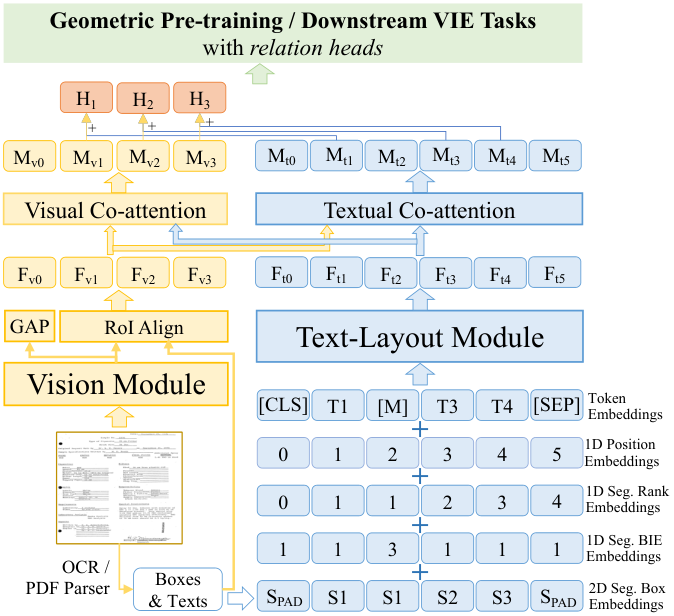 Geometric Pre-training / Downstream VIE Tasks
with relation heads
H1 H2 H3
+ + +
Mv0 Mv1 Mv2 Mv3 Mt0 Mt1 Mt2 Mt3 Mt4 Mt5
Visual Co-attention Textual Co-attention
Fv0 Fv1 Fv2 Fv3 Ft0 Ft1 Ft2 Ft3 Ft4 Ft5
GAP RoI Align
Text-Layout Module
Vision Module
[CLS] T1 [M] T3 T4 [SEP] Token
Embeddings
+
0 1 2 3 4 5 1D Position
Embeddings
+
0 1 1 2 3 4 1D Seg. Rank
Embeddings
+
1 1 3 1 1 1 1D Seg. BIE
Embeddings
+
OCR /
PDF Parser
Boxes
& Texts
SPAD S1 S1 S2 S3 SPAD 2D Seg. Box
Embeddings